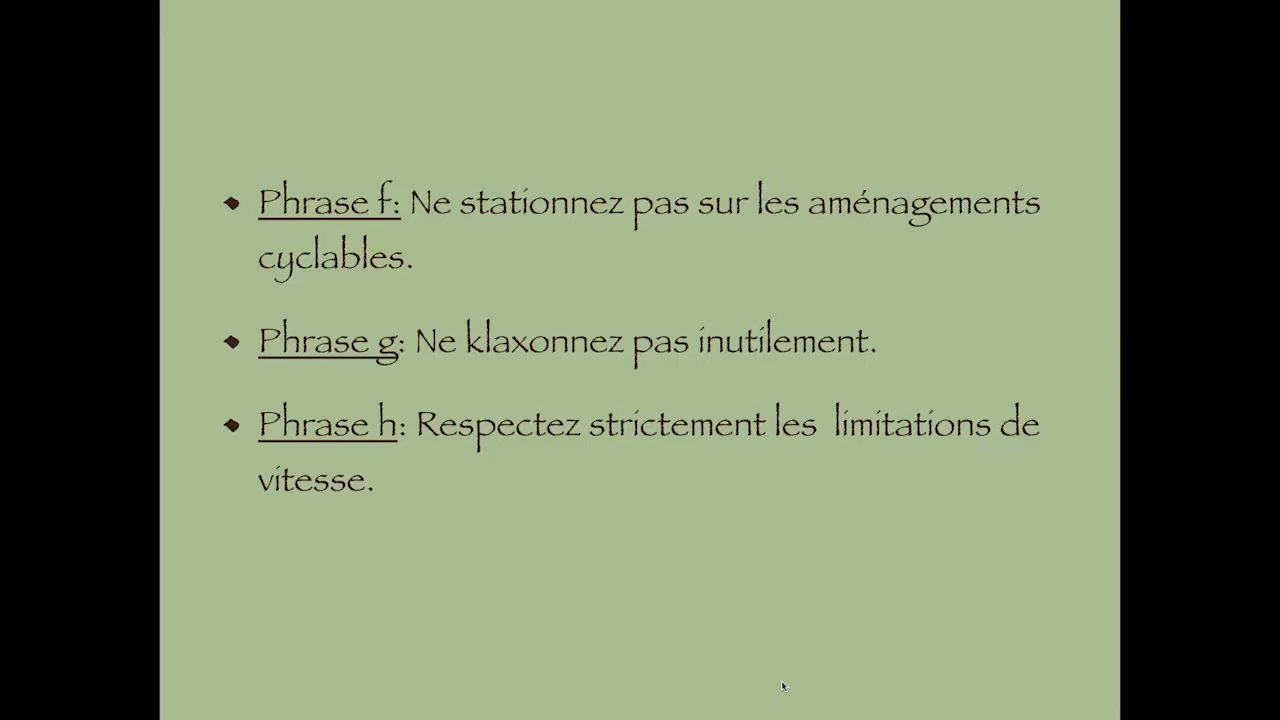 Phrase f: Ne stationnez pas sur les aménagements
cyclables.
Phrase g: Ne klaxonnez pas inutilement.
Phrase h: Respectez strictement les  limitations de
vitesse.